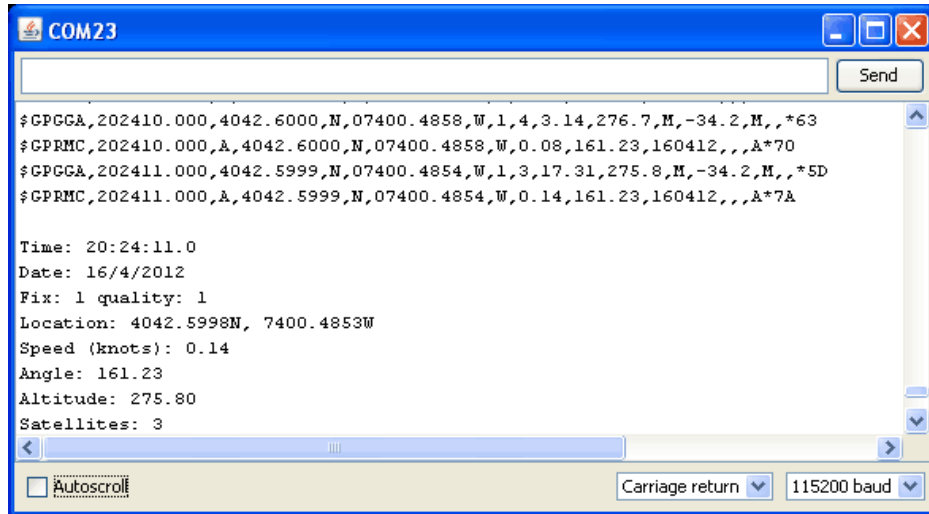 COM23
Send
$GPGGA,202410.000,4042.6000,N,07400.4858,W,1,4,3.14,276.7,M,-34.2,M,,*63
$GPRMC,202410.000,A,4042.6000,N,07400.4858,W,0.08,161.23,160412,,,A*70
$GPGGA,202411.000,4042.5999,N,07400.4854,W,1,3,17.31,275.8,M,-34.2,M,,*5D
$GPRMC,202411.000,A,4042.5999,N,07400.4854,W,0.14,161.23,160412,,,A*7A
Time: 20:24:11.0
Date: 16/4/2012
Fix: 1 quality: 1
Location: 4042.5998N, 7400.4853W
Speed (knots): 0.14
Angle: 161.23
Altitude: 275.80
Satellites: 3
Autoscroll
Carriage return
115200 baud